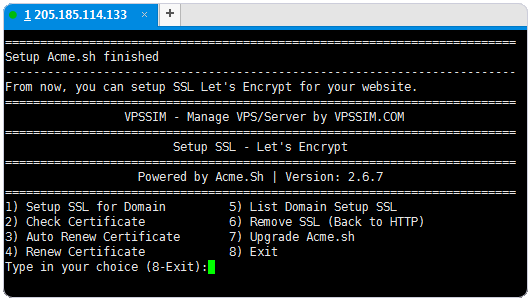 1 205.185.114.133 × +
================================================================
Setup Acme.sh finished
----------------------------------------------------------------
From now, you can setup SSL Let's Encrypt for your website.
================================================================
VPSSIM - Manage VPS/Server by VPSSIM.COM
================================================================
Setup SSL - Let's Encrypt
================================================================
Powered by Acme.Sh | Version: 2.6.7
================================================================
1) Setup SSL for Domain 5) List Domain Setup SSL
2) Check Certificate 6) Remove SSL (Back to HTTP)
3) Auto Renew Certificate 7) Upgrade Acme.sh
4) Renew Certificate 8) Exit
Type in your choice (8-Exit):